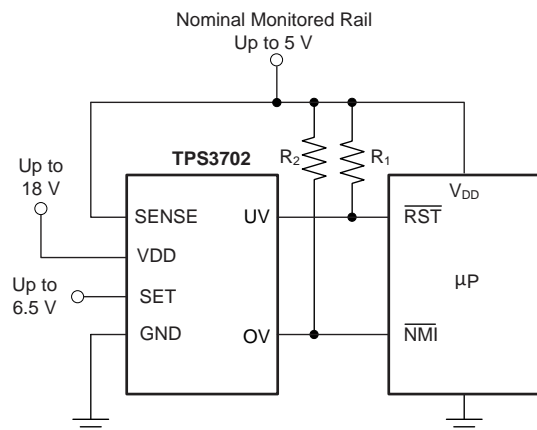 Nominal Monitored Rail
Up to 5 V
TPS3702
R2
R1
Up to
18 V
VDD
SENSE
UV
RST
VDD
SET
µP
Up to
6.5 V
GND
OV
NMI